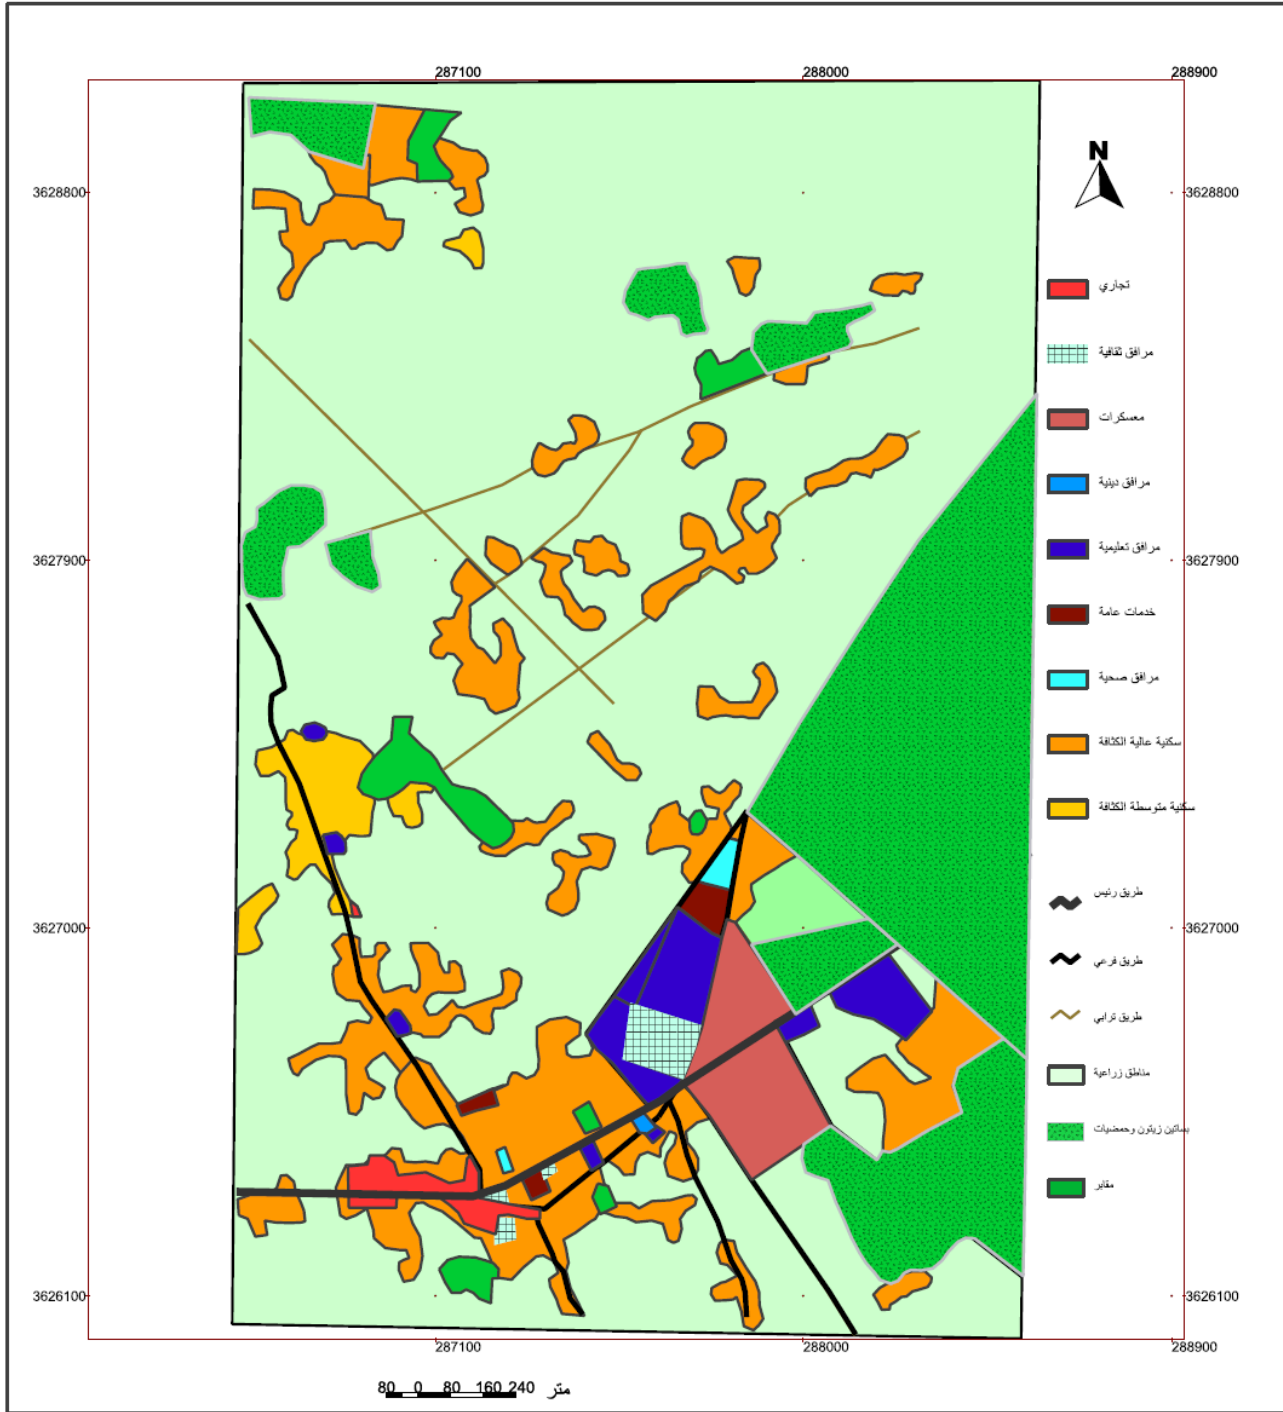 287100 288000 288900
N
3628800 3628800
تجاري
مرافق ثقافية
معسكرات
مرافق دينية
مرافق تعليمية
3627900 3627900
خدمات عامة
مرافق صحية
سكنية عالية الكثافة
سكنية متوسطة الكثافة
طريق رئيس
3627000 3627000
طريق فرعي
طريق ترابي
مناطق زراعية
بساتين زيتون وحمضيات
مقابر
3626100 3626100
287100 288000 288900
80 0 80 160 240 متر